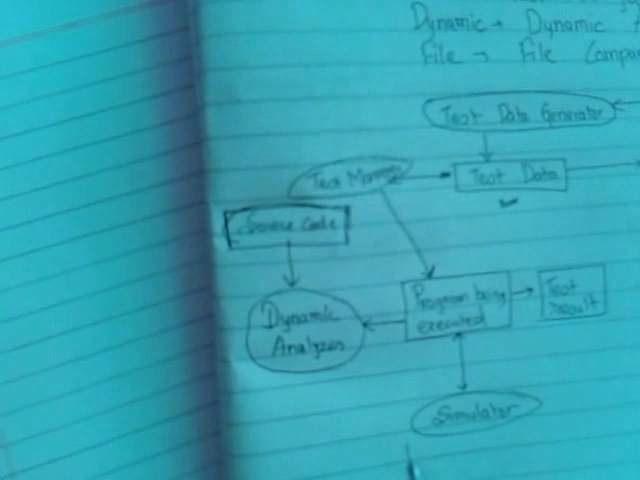 Dynamic → Dynamic
File → File Compa
Test Data Generator
Test Manager
Test Data
Source Code
Program being
executed
Test
result
Dynamic
Analyzer
Simulator